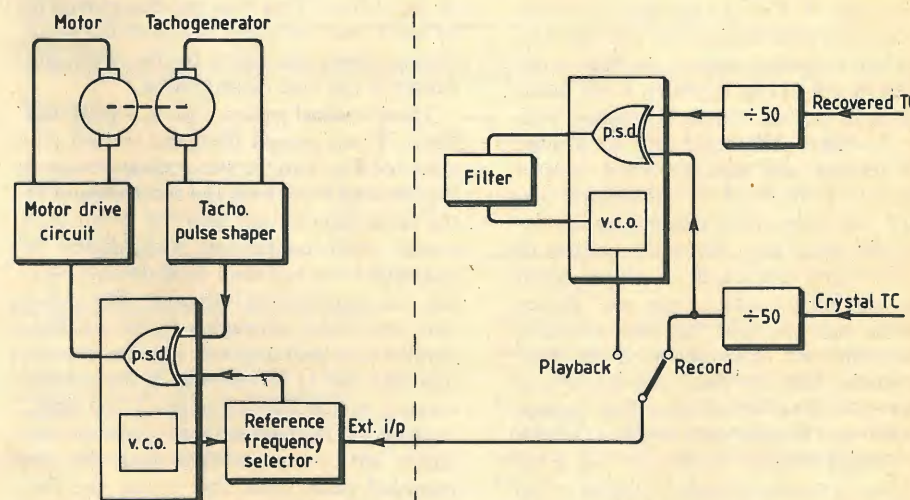 Motor
Tachogenerator
Motor drive
circuit
Tacho.
pulse shaper
p.s.d.
v.c.o.
Reference
frequency
selector
Ext. i/p
Filter
p.s.d.
v.c.o.
÷50
Recovered
÷50
Crystal TC
Playback
Record